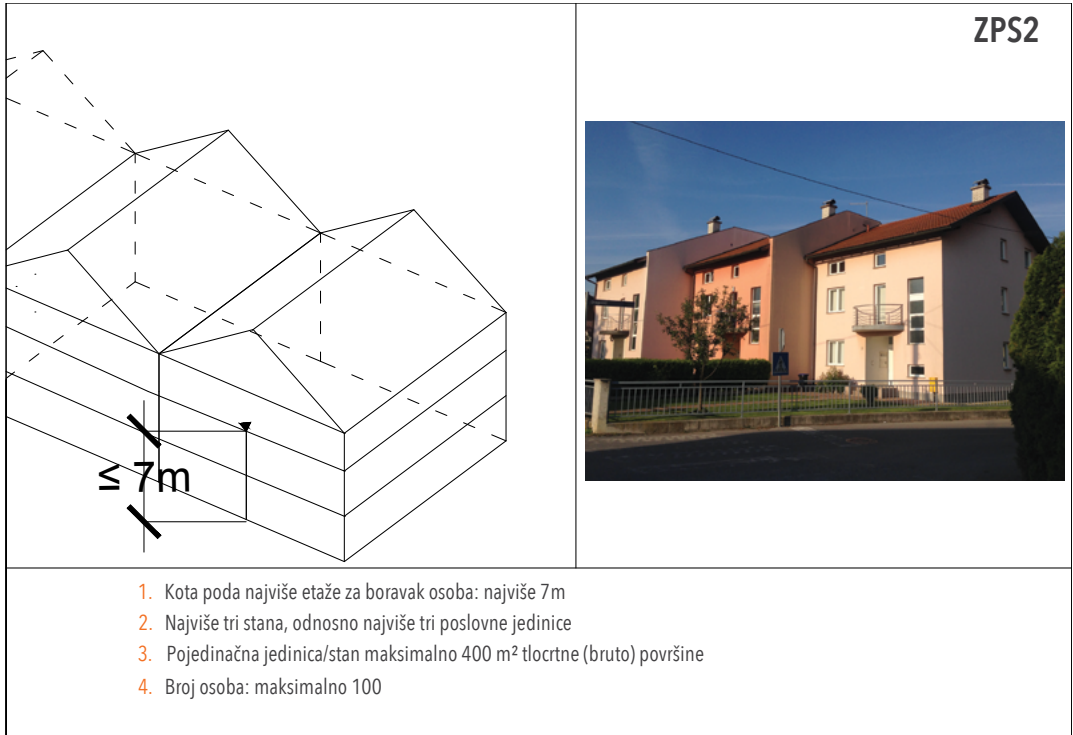 ZPS2
≤ 7m
1. Kota poda najviše etaže za boravak osoba: najviše 7m
2. Najviše tri stana, odnosno najviše tri poslovne jedinice
3. Pojedinačna jedinica/stan maksimalno 400 m² tlocrtne (bruto) površine
4. Broj osoba: maksimalno 100